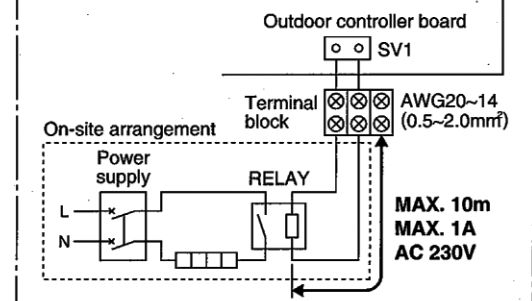 Outdoor controller board
SV1
Terminal block
AWG20~14
(0.5~2.0mm²)
On-site arrangement
Power supply
RELAY
L
N
MAX. 10m
MAX. 1A
AC 230V